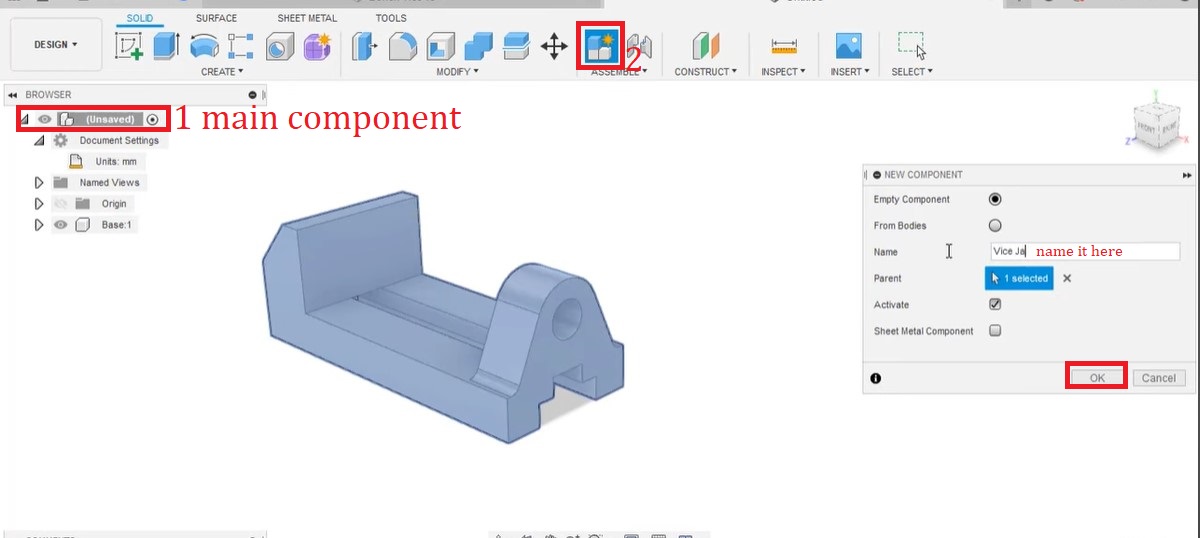 SOLID SURFACE SHEET METAL TOOLS
DESIGN
CREATE MODIFY ASSEMBLE CONSTRUCT INSPECT INSERT SELECT
2
BROWSER
(Unsaved)
1 main component
Document Settings
Units: mm
Named Views
Origin
Base:1
FRONT RIGHT
Y
Z
X
NEW COMPONENT
Empty Component
From Bodies
Name Vice Ja name it here
Parent 1 selected
Activate
Sheet Metal Component
OK Cancel